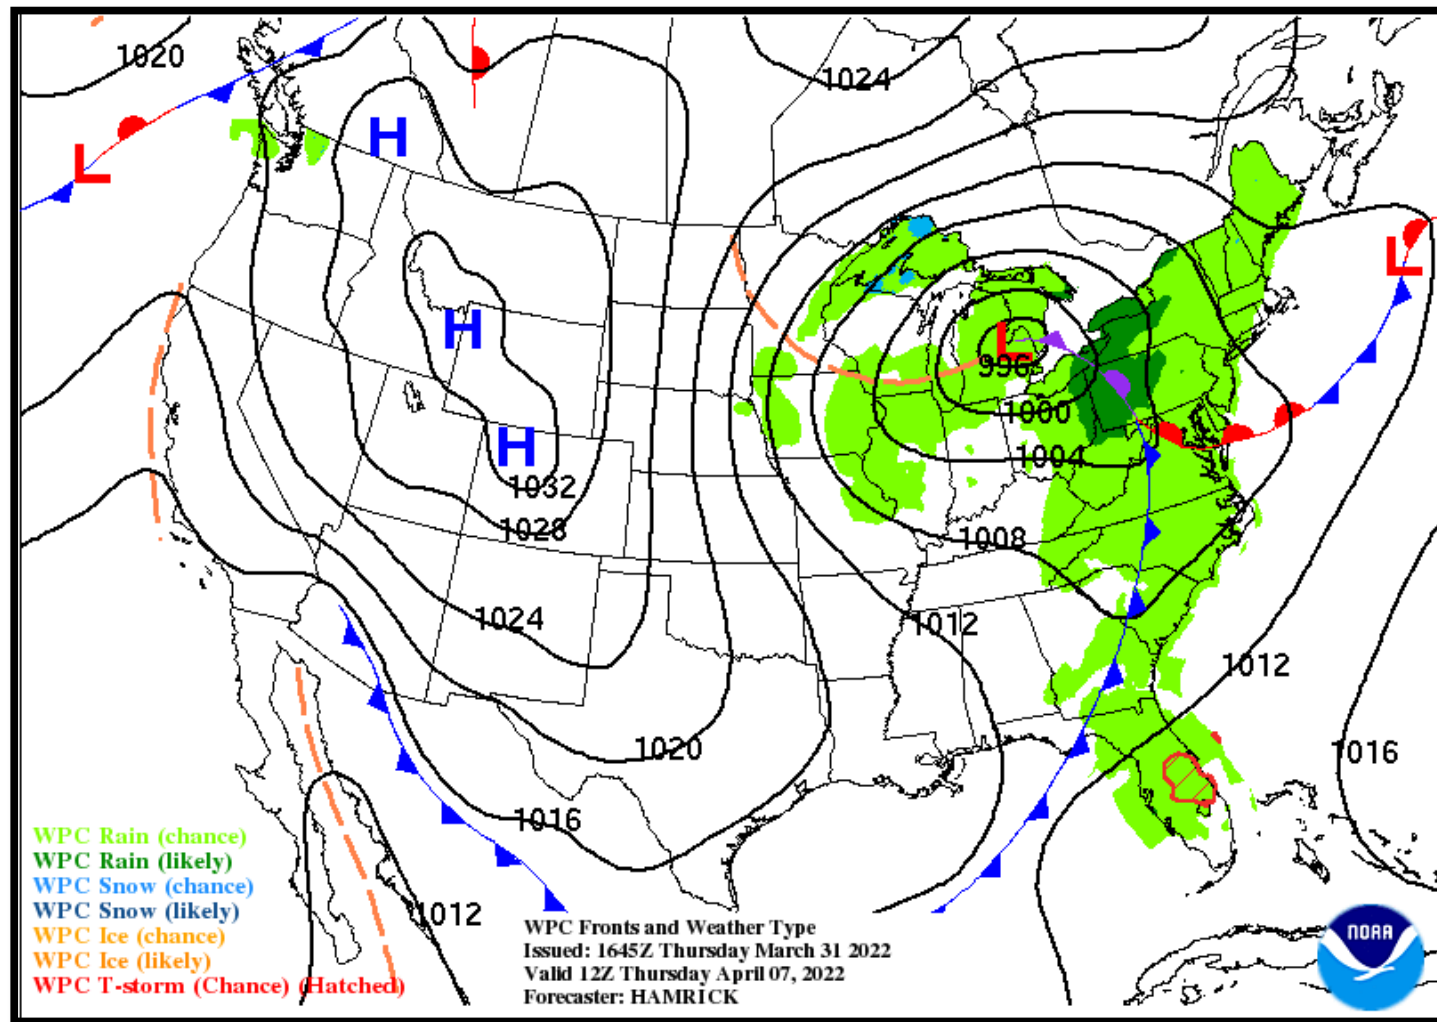 1020
1024
H
L
L
H
L
996
1000
H
1004
1032
1028
1008
1024
1012
1012
1020
1016
1016
WPC Rain (chance)
WPC Rain (likely)
WPC Snow (chance)
WPC Snow (likely)
WPC Ice (chance)
WPC Ice (likely)
WPC T-storm (Chance) (Hatched)
1012
WPC Fronts and Weather Type
Issued: 1645Z Thursday March 31 2022
Valid 12Z Thursday April 07, 2022
Forecaster: HAMRICK
NOAA